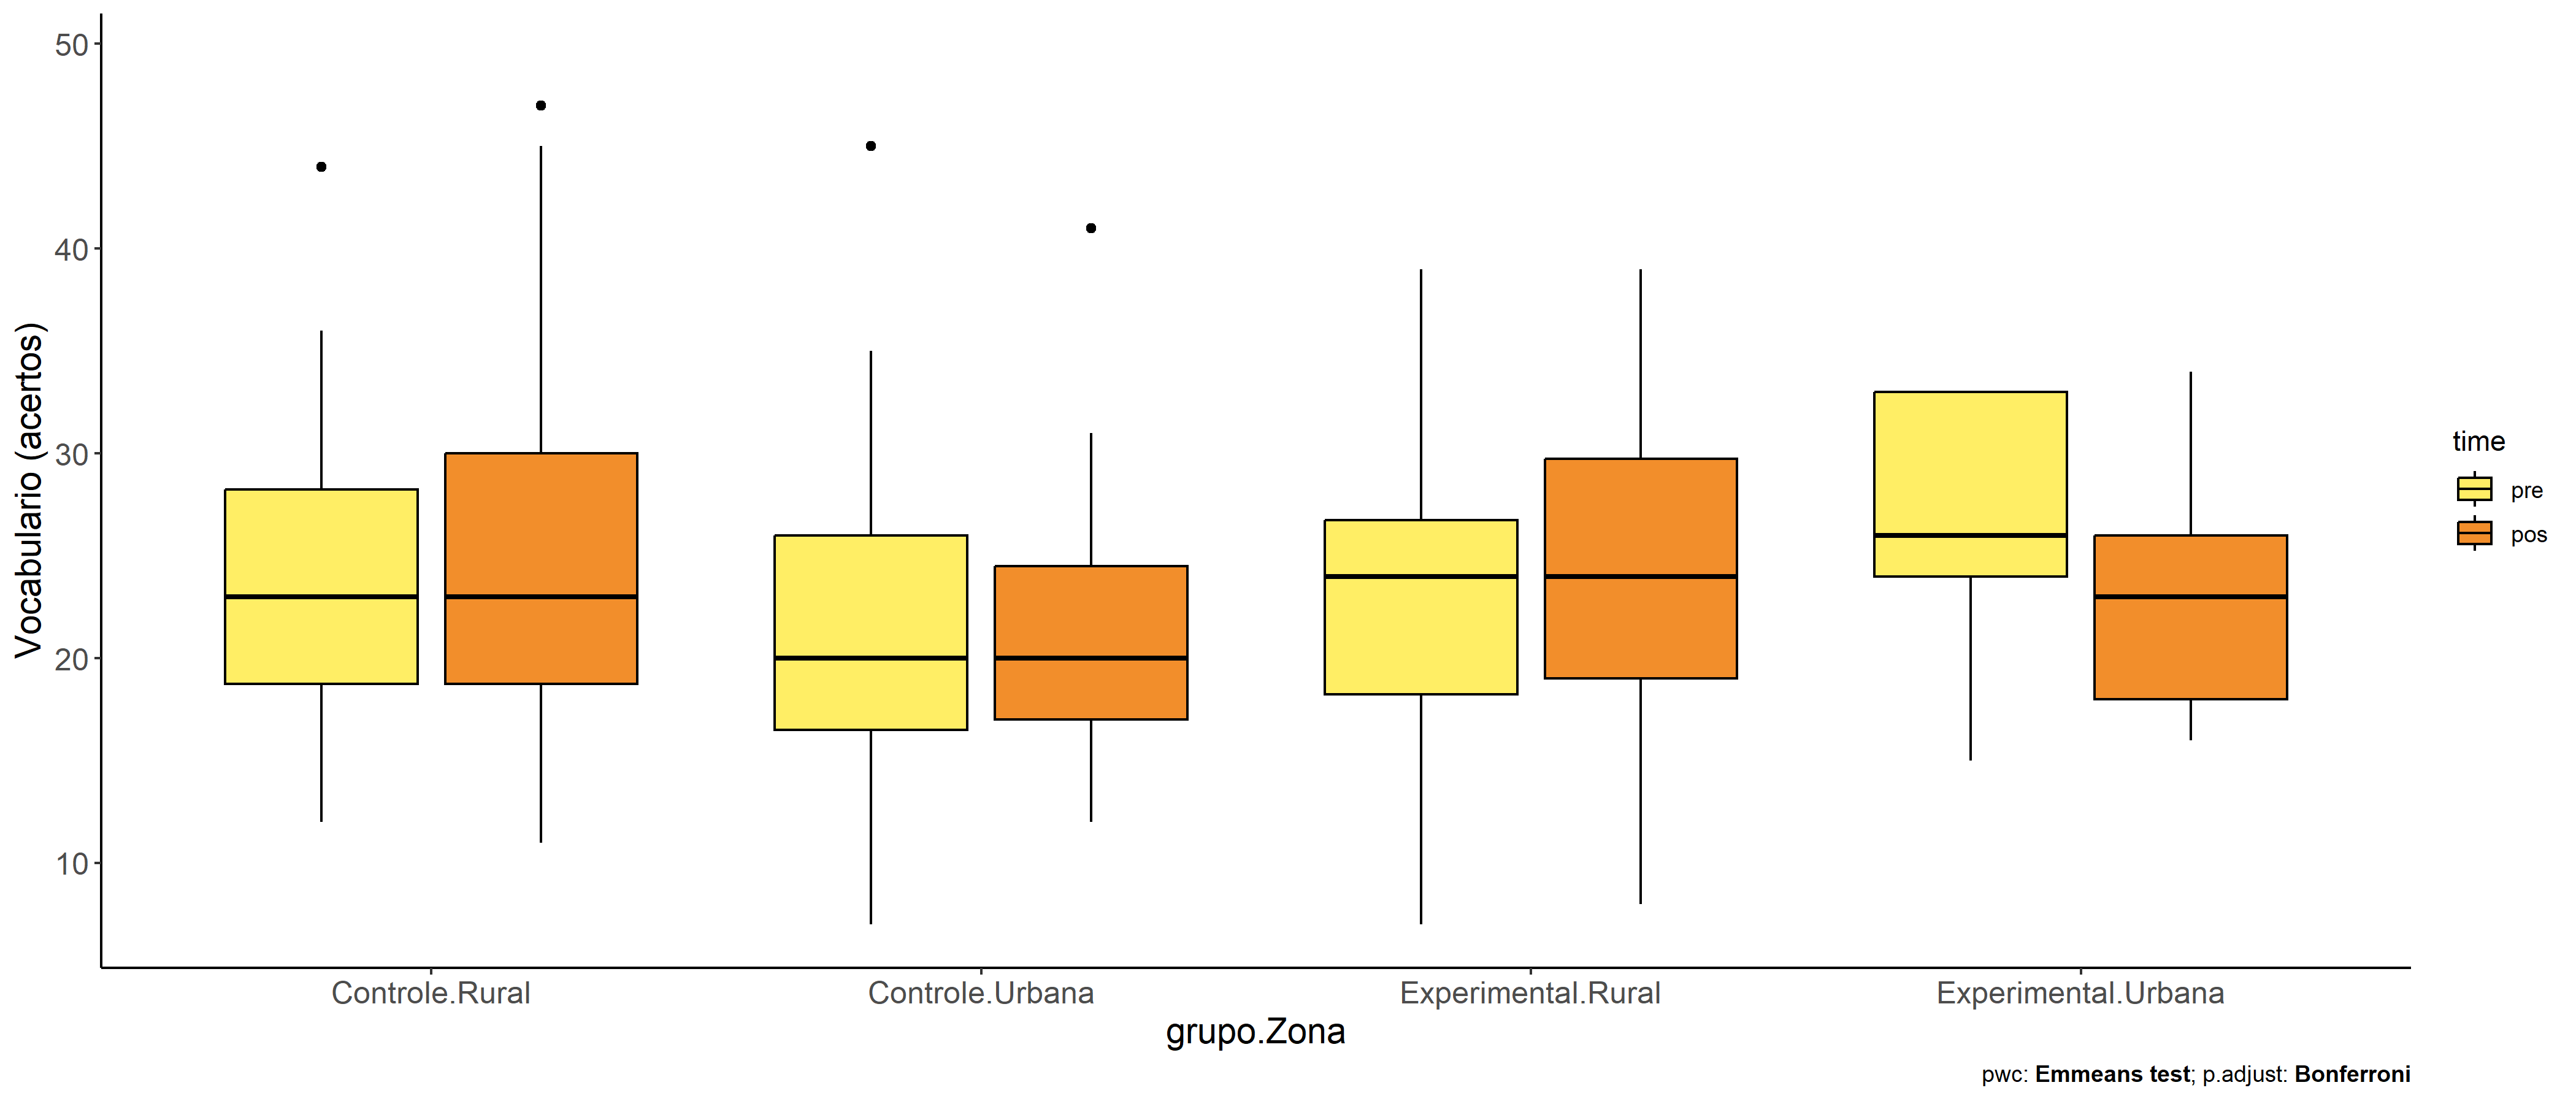 50
40
30
20
10
Vocabulario (acertos)
Controle.Rural
Controle.Urbana
Experimental.Rural
Experimental.Urbana
grupo.Zona
time
pre
pos
pwc: Emmeans test; p.adjust: Bonferroni